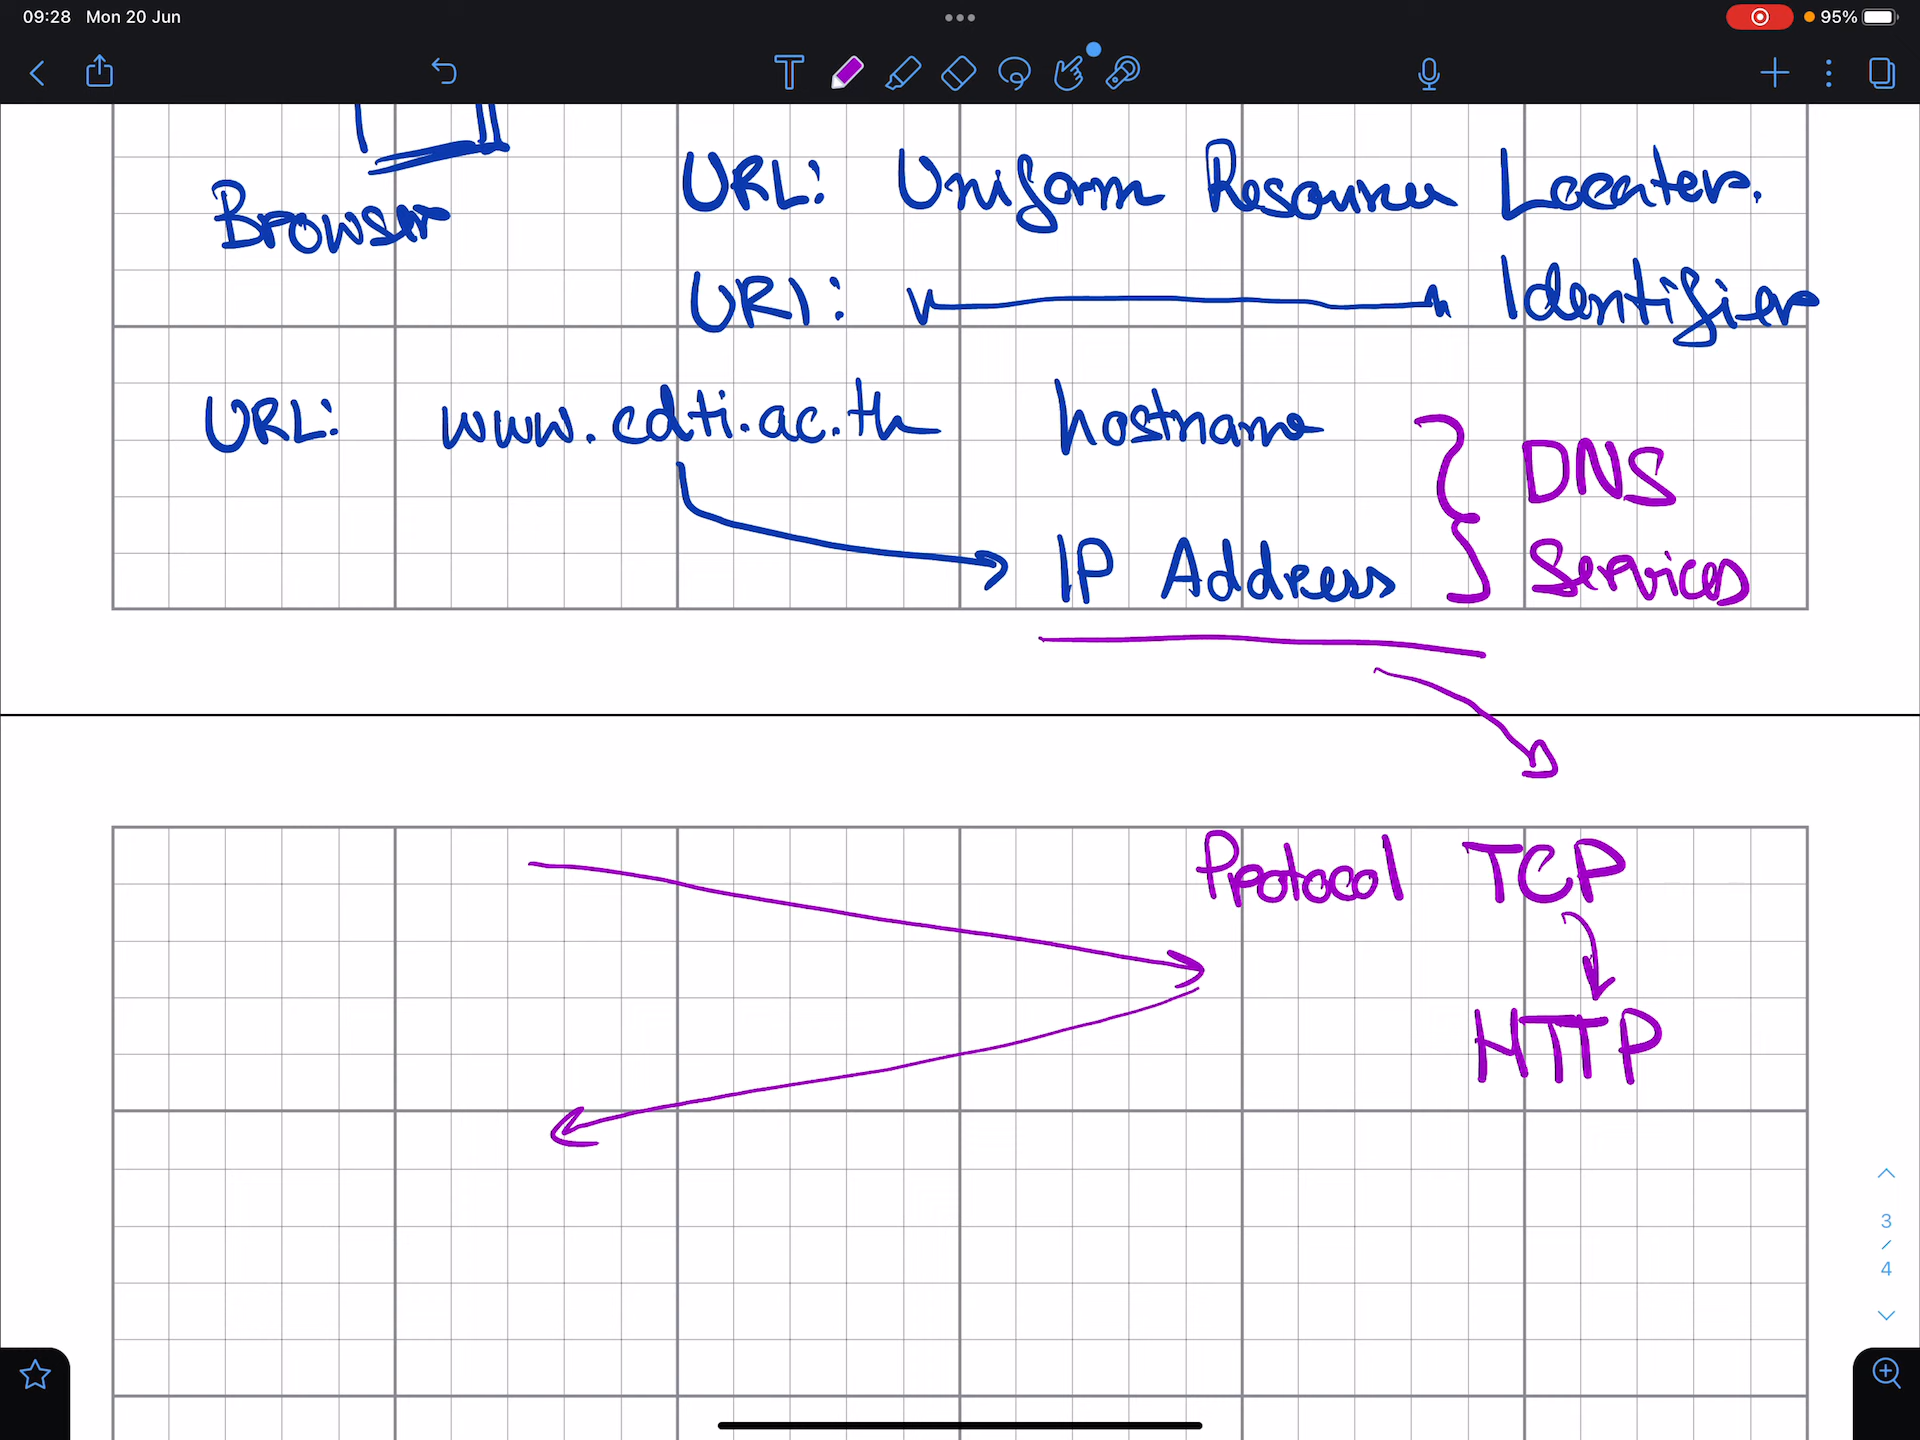 09:28 Mon 20 Jun
95%
Browser
URL: Uniform Resource Locater.
URI: Identifier
URL: www.cdti.ac.th hostname
DNS
IP Address
Services
Protocol TCP
HTTP
3
/
4